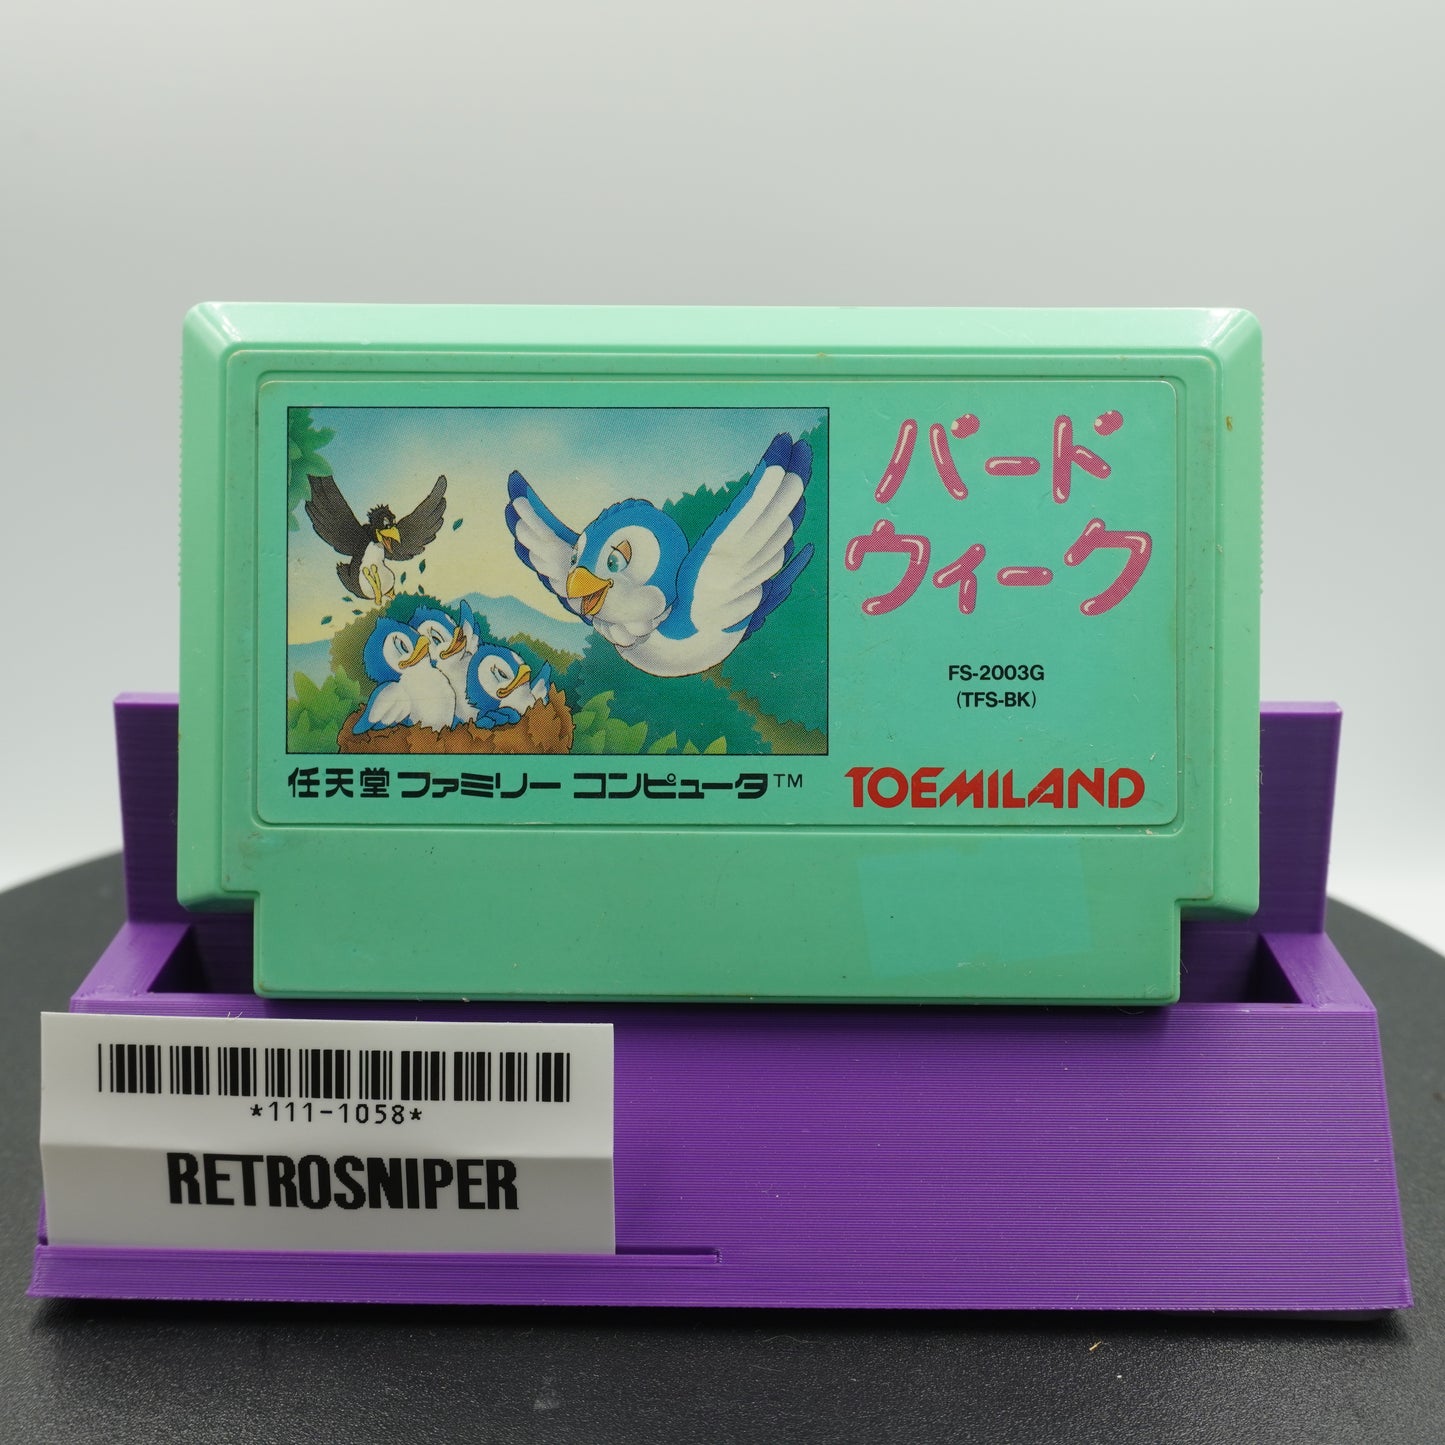 バード
ウィーク
FS-2003G
(TFS-BK)
任天堂 ファミリー コンピュータ™
TOEMILAND
*111-1058*
RETROSNIPER